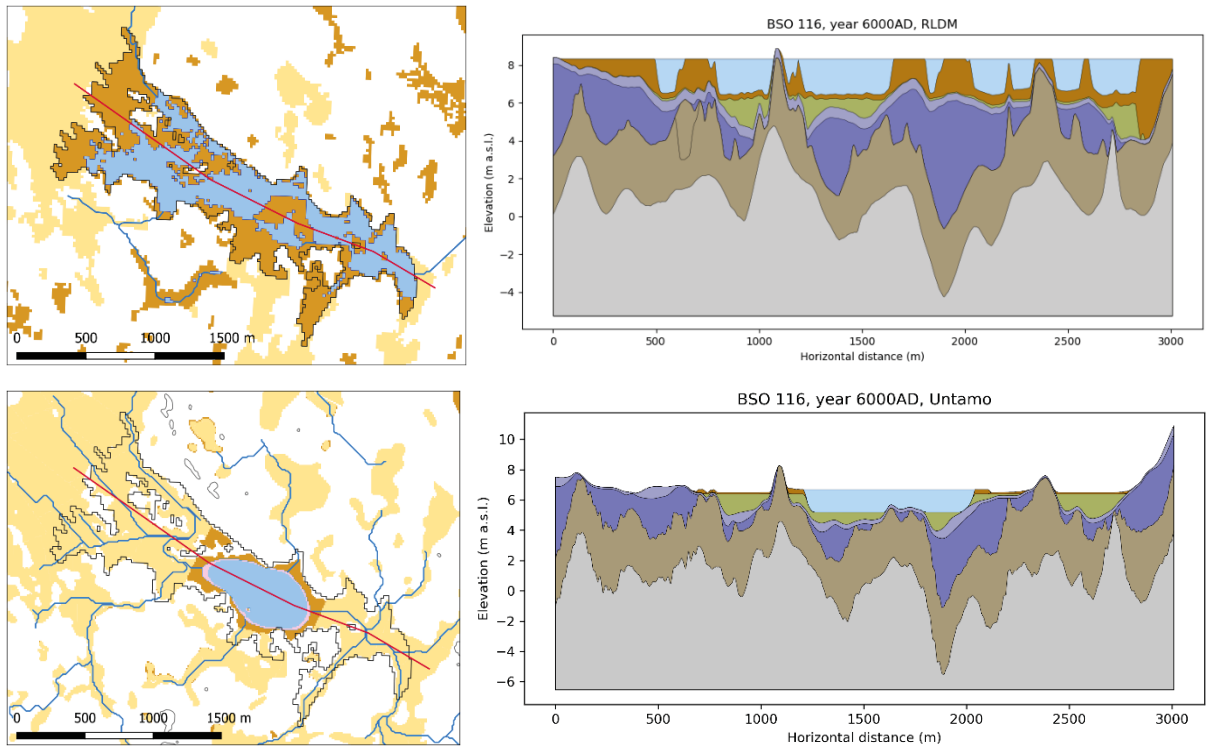 0 500 1000 1500 m
BSO 116, year 6000AD, RLDM
Elevation (m a.s.l.)
8
6
4
2
0
−2
−4
0 500 1000 1500 2000 2500 3000
Horizontal distance (m)
0 500 1000 1500 m
BSO 116, year 6000AD, Untamo
Elevation (m a.s.l.)
10
8
6
4
2
0
−2
−4
−6
0 500 1000 1500 2000 2500 3000
Horizontal distance (m)